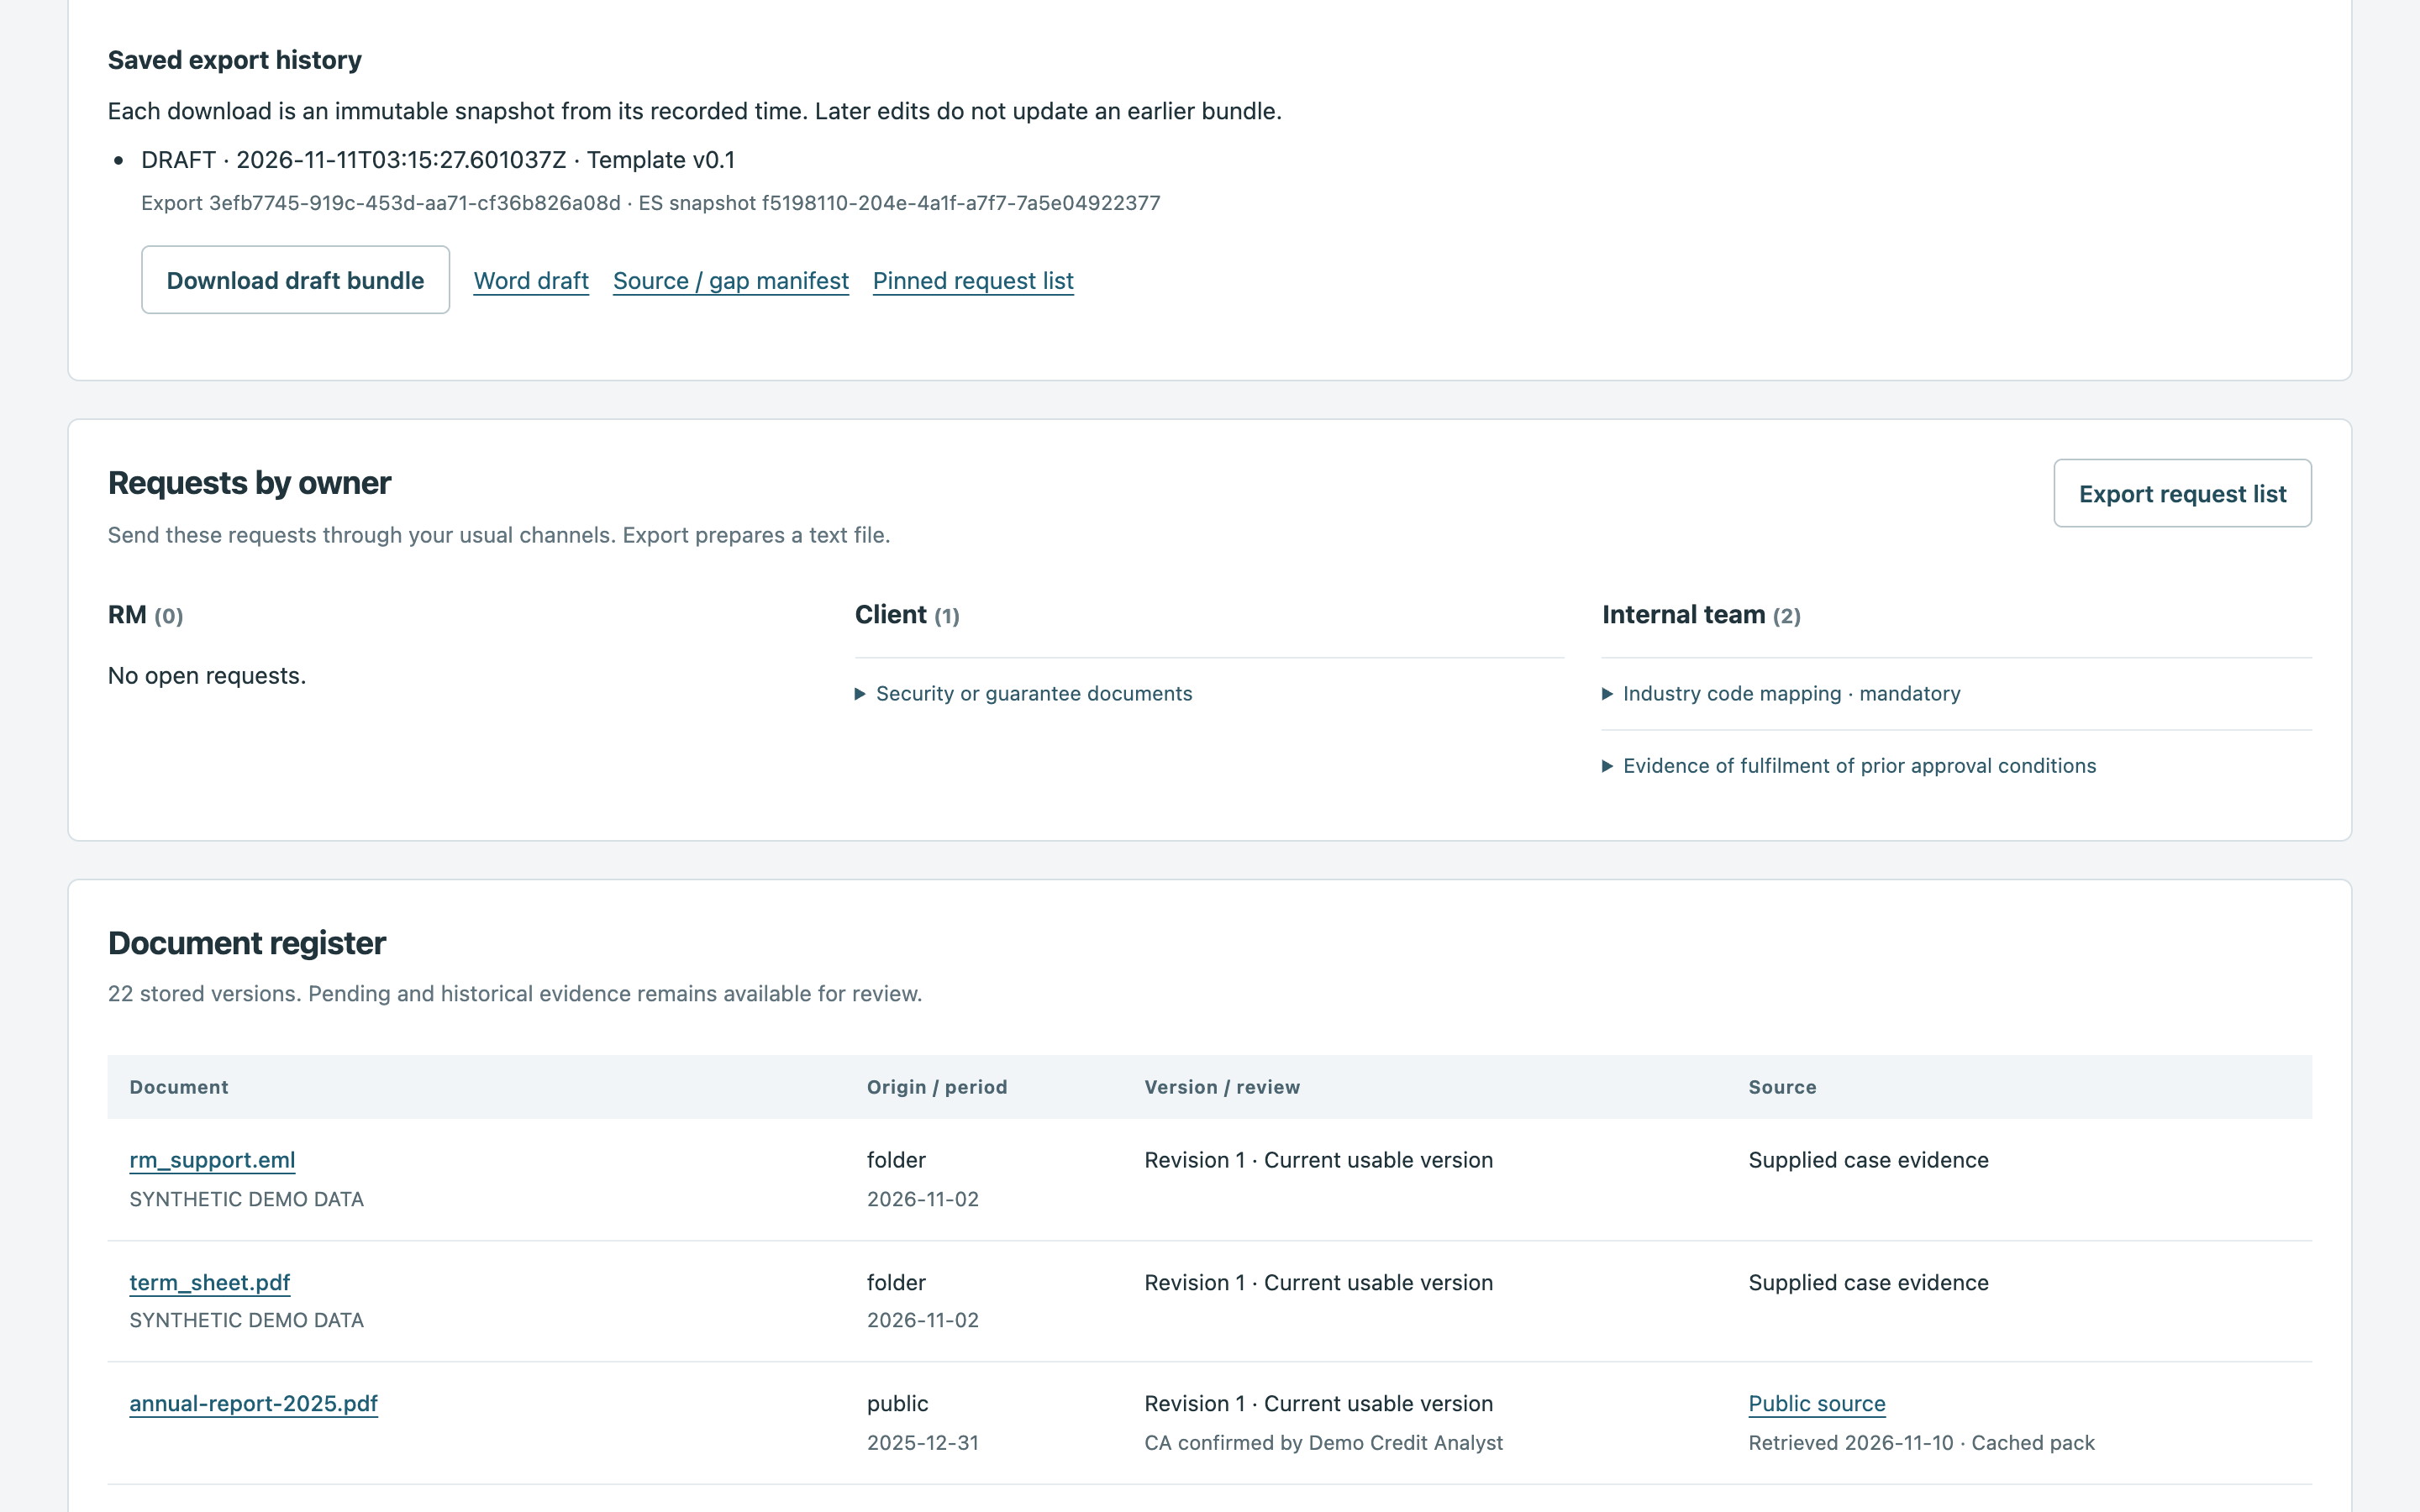 Saved export history
Each download is an immutable snapshot from its recorded time. Later edits do not update an earlier bundle.
• DRAFT · 2026-11-11T03:15:27.601037Z · Template v0.1
Export 3efb7745-919c-453d-aa71-cf36b826a08d · ES snapshot f5198110-204e-4a1f-a7f7-7a5e04922377
Download draft bundle Word draft Source / gap manifest Pinned request list
Requests by owner
Export request list
Send these requests through your usual channels. Export prepares a text file.
RM (0)
No open requests.
Client (1)
▶ Security or guarantee documents
Internal team (2)
▶ Industry code mapping · mandatory
▶ Evidence of fulfilment of prior approval conditions
Document register
22 stored versions. Pending and historical evidence remains available for review.
Document Origin / period Version / review Source
rm_support.eml folder Revision 1 · Current usable version Supplied case evidence
SYNTHETIC DEMO DATA 2026-11-02
term_sheet.pdf folder Revision 1 · Current usable version Supplied case evidence
SYNTHETIC DEMO DATA 2026-11-02
annual-report-2025.pdf public Revision 1 · Current usable version Public source
2025-12-31 CA confirmed by Demo Credit Analyst Retrieved 2026-11-10 · Cached pack